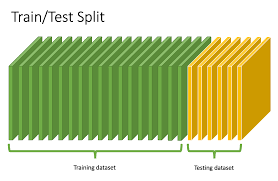 Train/Test Split
Training dataset
Testing dataset